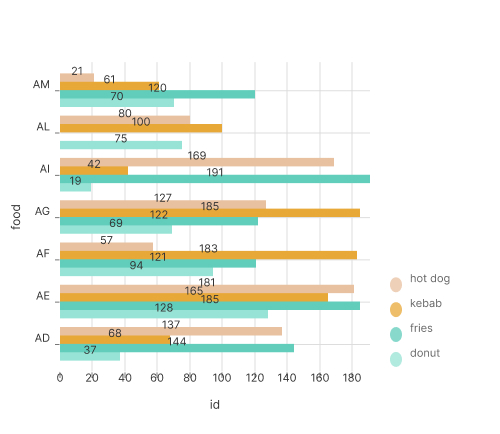 21
AM
61
120
70
80
AL
100
75
169
AI
42
191
19
127
AG
185
122
69
57
AF
183
121
94
181
AE
165
185
128
137
AD
68
144
37
0 20 40 60 80 100 120 140 160 180
id
food
hot dog
kebab
fries
donut